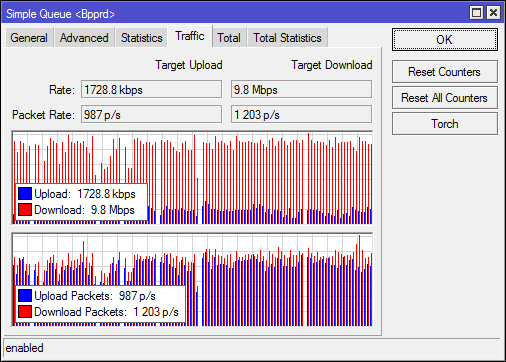 Simple Queue <Bpprd>
General Advanced Statistics Traffic Total Total Statistics
OK
Reset Counters
Reset All Counters
Torch
Target Upload Target Download
Rate: 1728.8 kbps 9.8 Mbps
Packet Rate: 987 p/s 1 203 p/s
Upload: 1728.8 kbps
Download: 9.8 Mbps
Upload Packets: 987 p/s
Download Packets: 1 203 p/s
enabled